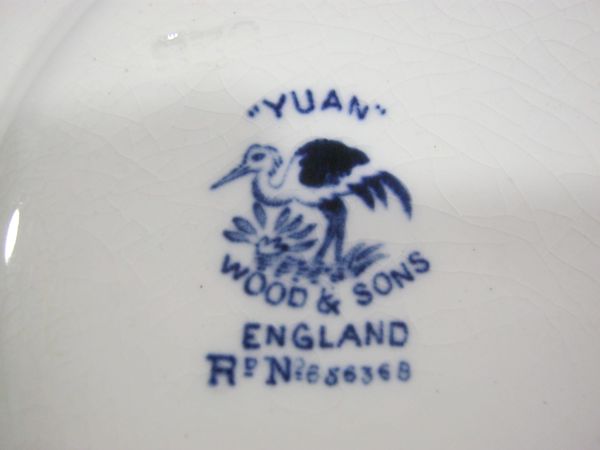 "YUAN"
WOOD & SONS
ENGLAND
Rᴰ Nº 656368